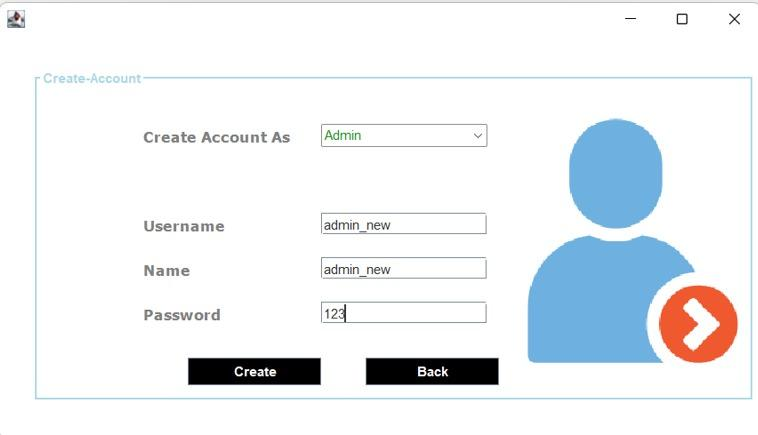 Create-Account
Create Account As Admin
Username admin_new
Name admin_new
Password 123
Create Back